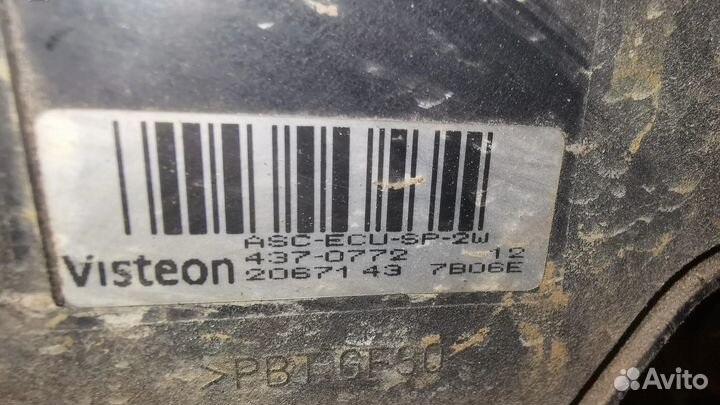 ASC-ECU-SP-2W
437-0772 12
Visteon 2067143 7B06E
>PBT GF30<
Avito